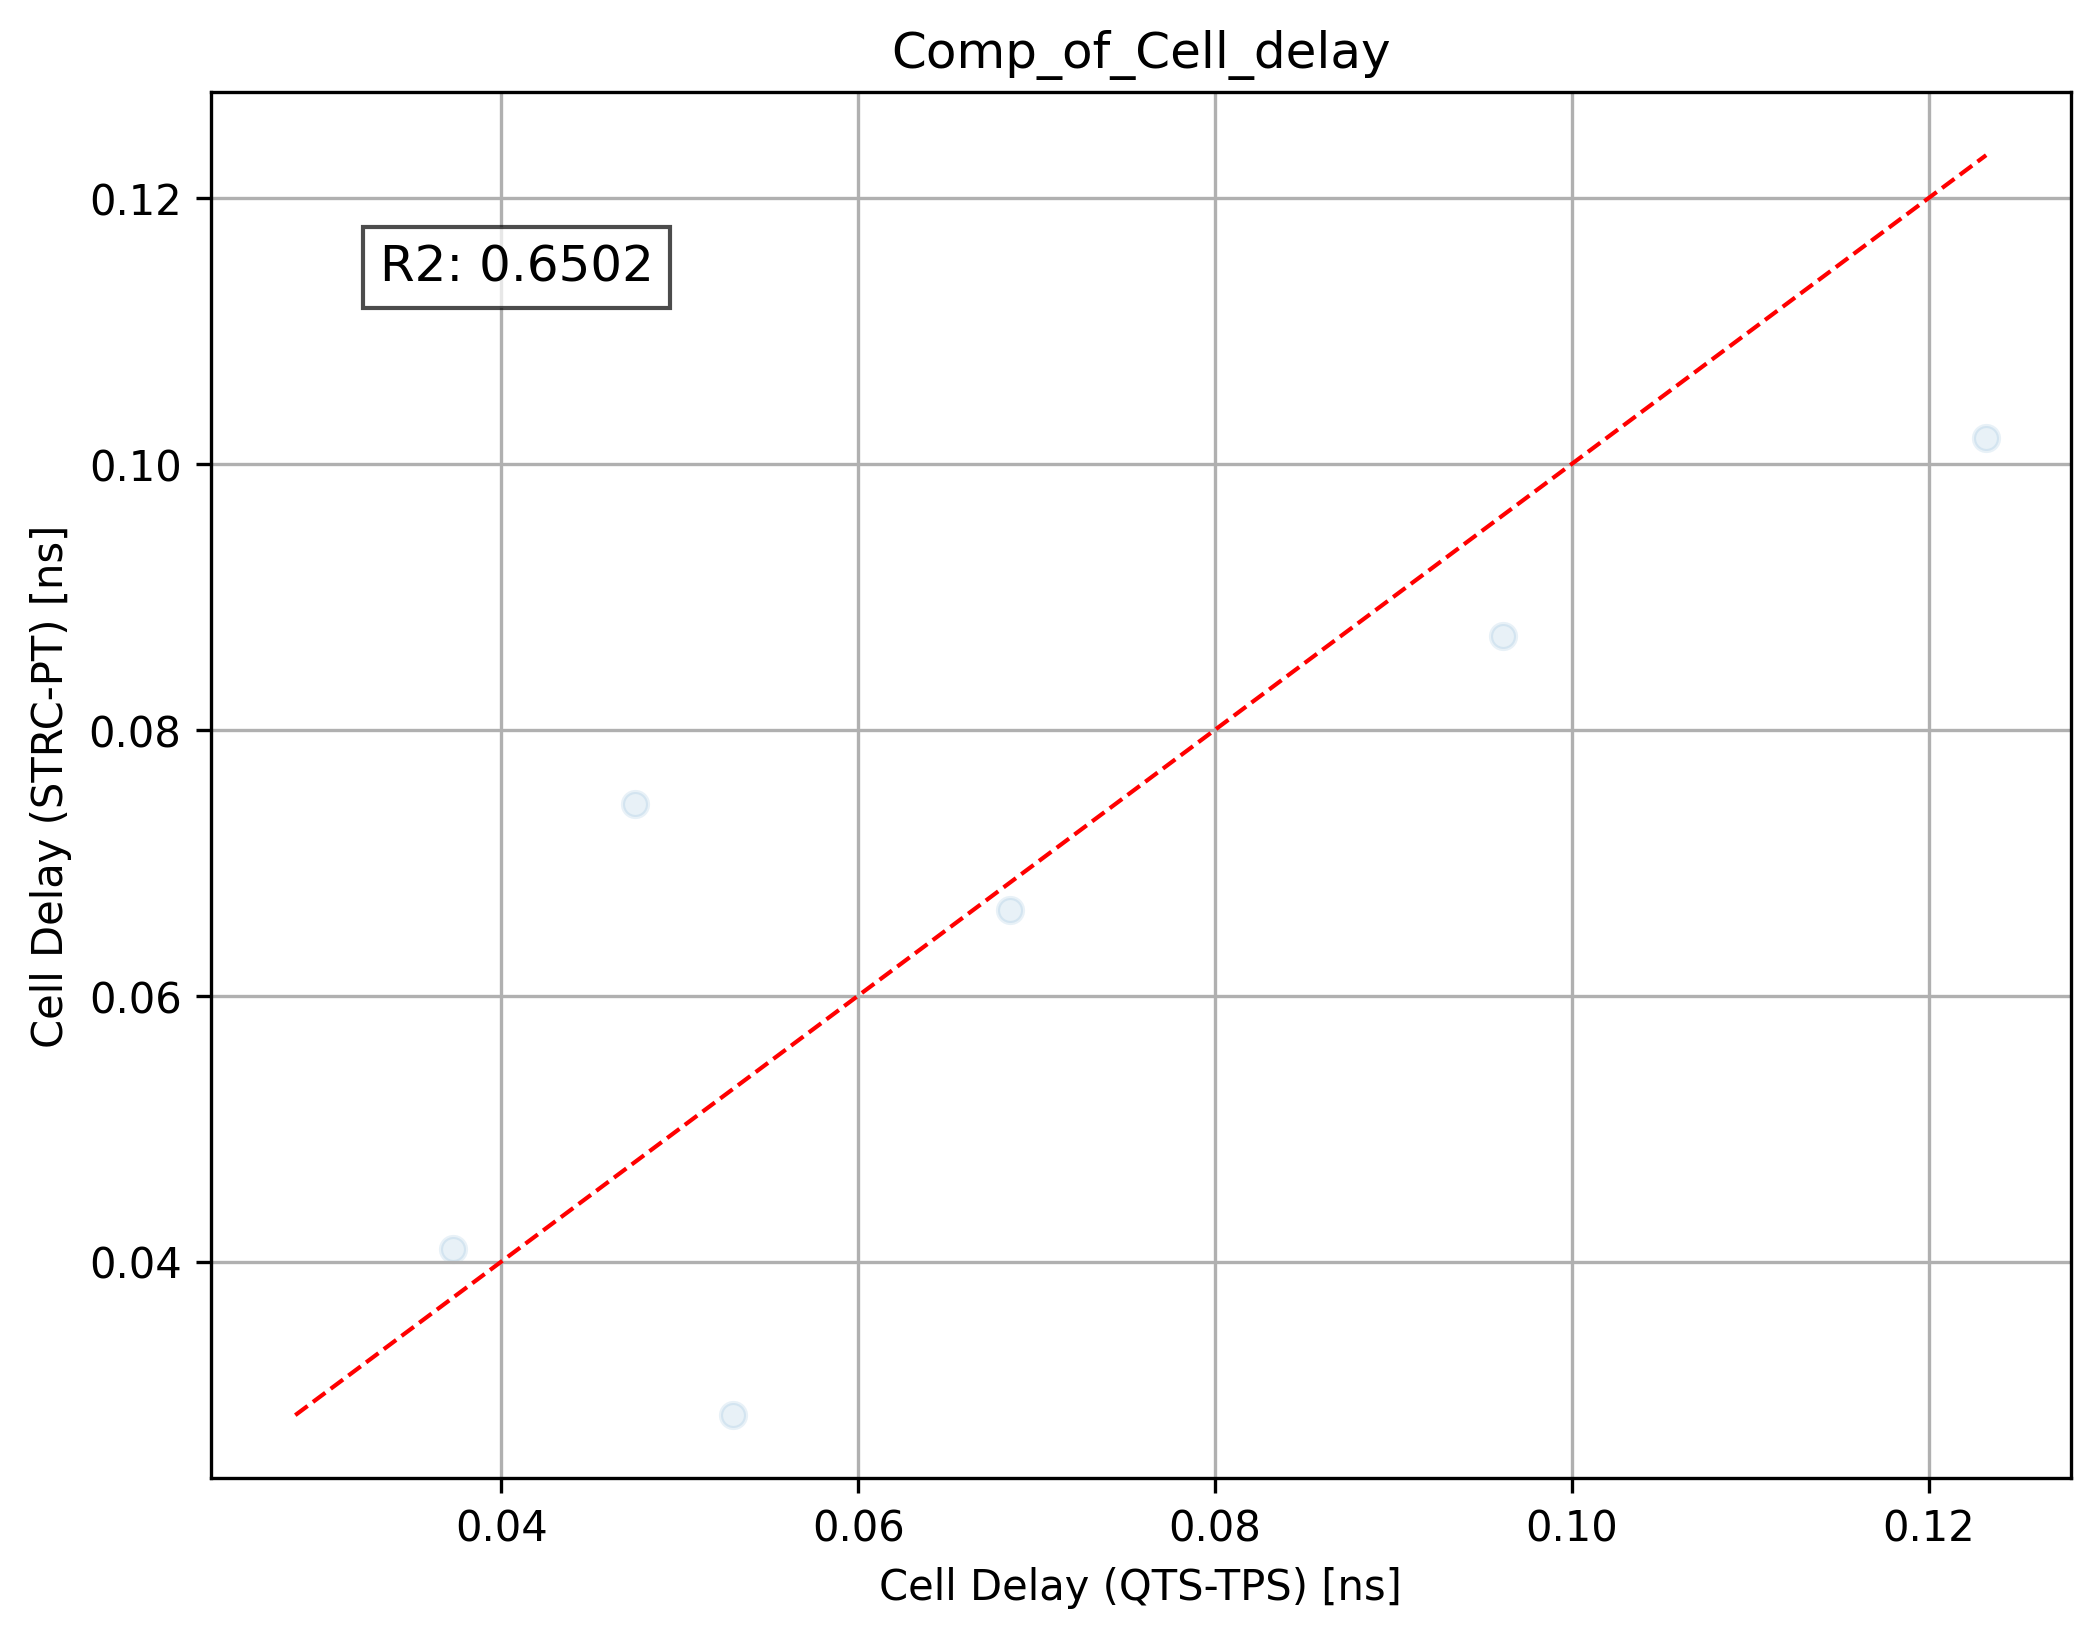 Comp_of_Cell_delay
R2: 0.6502
Cell Delay (STRC-PT) [ns]
0.12
0.10
0.08
0.06
0.04
0.04 0.06 0.08 0.10 0.12
Cell Delay (QTS-TPS) [ns]